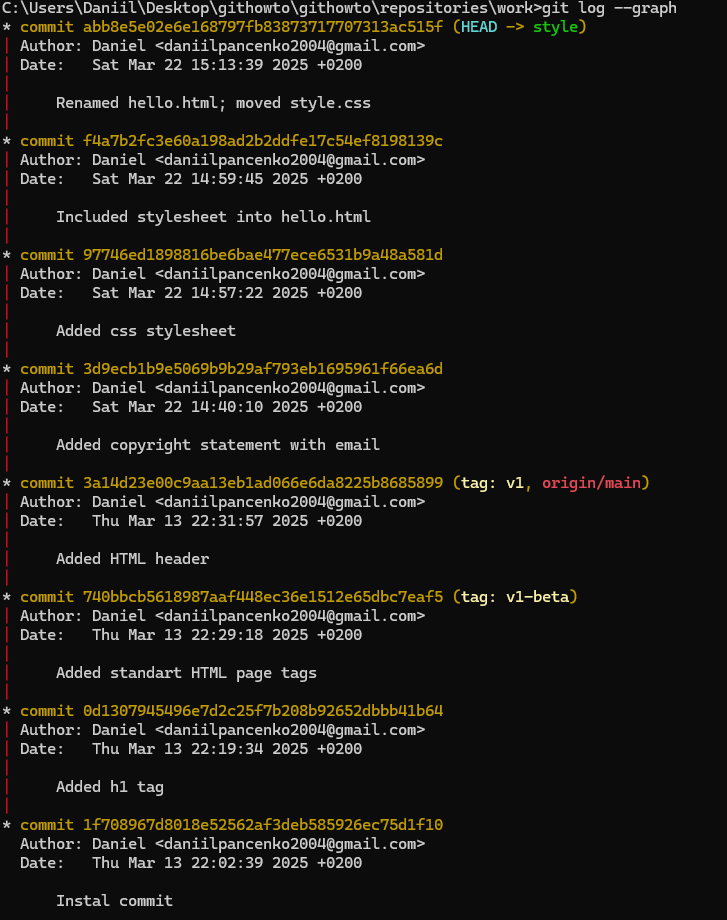 C:\Users\Daniil\Desktop\githowto\githowto\repositories\work>git log --graph
* commit abb8e5e02e6e168797fb83873717707313ac515f (HEAD -> style)
| Author: Daniel <daniilpancenko2004@gmail.com>
| Date:   Sat Mar 22 15:13:39 2025 +0200
|
|     Renamed hello.html; moved style.css
|
* commit f4a7b2fc3e60a198ad2b2ddfe17c54ef8198139c
| Author: Daniel <daniilpancenko2004@gmail.com>
| Date:   Sat Mar 22 14:59:45 2025 +0200
|
|     Included stylesheet into hello.html
|
* commit 97746ed1898816be6bae477ece6531b9a48a581d
| Author: Daniel <daniilpancenko2004@gmail.com>
| Date:   Sat Mar 22 14:57:22 2025 +0200
|
|     Added css stylesheet
|
* commit 3d9ecb1b9e5069b9b29af793eb1695961f66ea6d
| Author: Daniel <daniilpancenko2004@gmail.com>
| Date:   Sat Mar 22 14:40:10 2025 +0200
|
|     Added copyright statement with email
|
* commit 3a14d23e00c9aa13eb1ad066e6da8225b8685899 (tag: v1, origin/main)
| Author: Daniel <daniilpancenko2004@gmail.com>
| Date:   Thu Mar 13 22:31:57 2025 +0200
|
|     Added HTML header
|
* commit 740bbcb5618987aaf448ec36e1512e65dbc7eaf5 (tag: v1-beta)
| Author: Daniel <daniilpancenko2004@gmail.com>
| Date:   Thu Mar 13 22:29:18 2025 +0200
|
|     Added standart HTML page tags
|
* commit 0d1307945496e7d2c25f7b208b92652dbbb41b64
| Author: Daniel <daniilpancenko2004@gmail.com>
| Date:   Thu Mar 13 22:19:34 2025 +0200
|
|     Added h1 tag
|
* commit 1f708967d8018e52562af3deb585926ec75d1f10
  Author: Daniel <daniilpancenko2004@gmail.com>
  Date:   Thu Mar 13 22:02:39 2025 +0200

      Instal commit